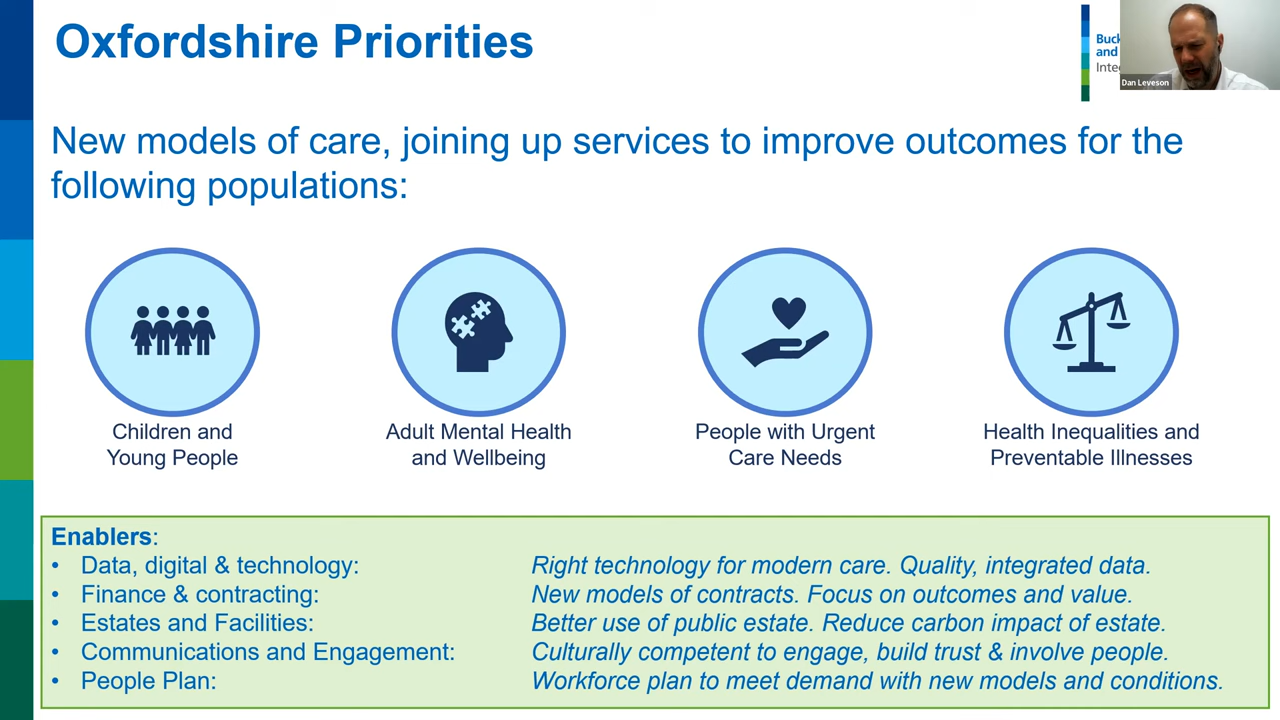 Oxfordshire Priorities
Buck
and
Inte
Dan Leveson
New models of care, joining up services to improve outcomes for the
following populations:
Children and
Young People
Adult Mental Health
and Wellbeing
People with Urgent
Care Needs
Health Inequalities and
Preventable Illnesses
Enablers:
• Data, digital & technology: Right technology for modern care. Quality, integrated data.
• Finance & contracting: New models of contracts. Focus on outcomes and value.
• Estates and Facilities: Better use of public estate. Reduce carbon impact of estate.
• Communications and Engagement: Culturally competent to engage, build trust & involve people.
• People Plan: Workforce plan to meet demand with new models and conditions.